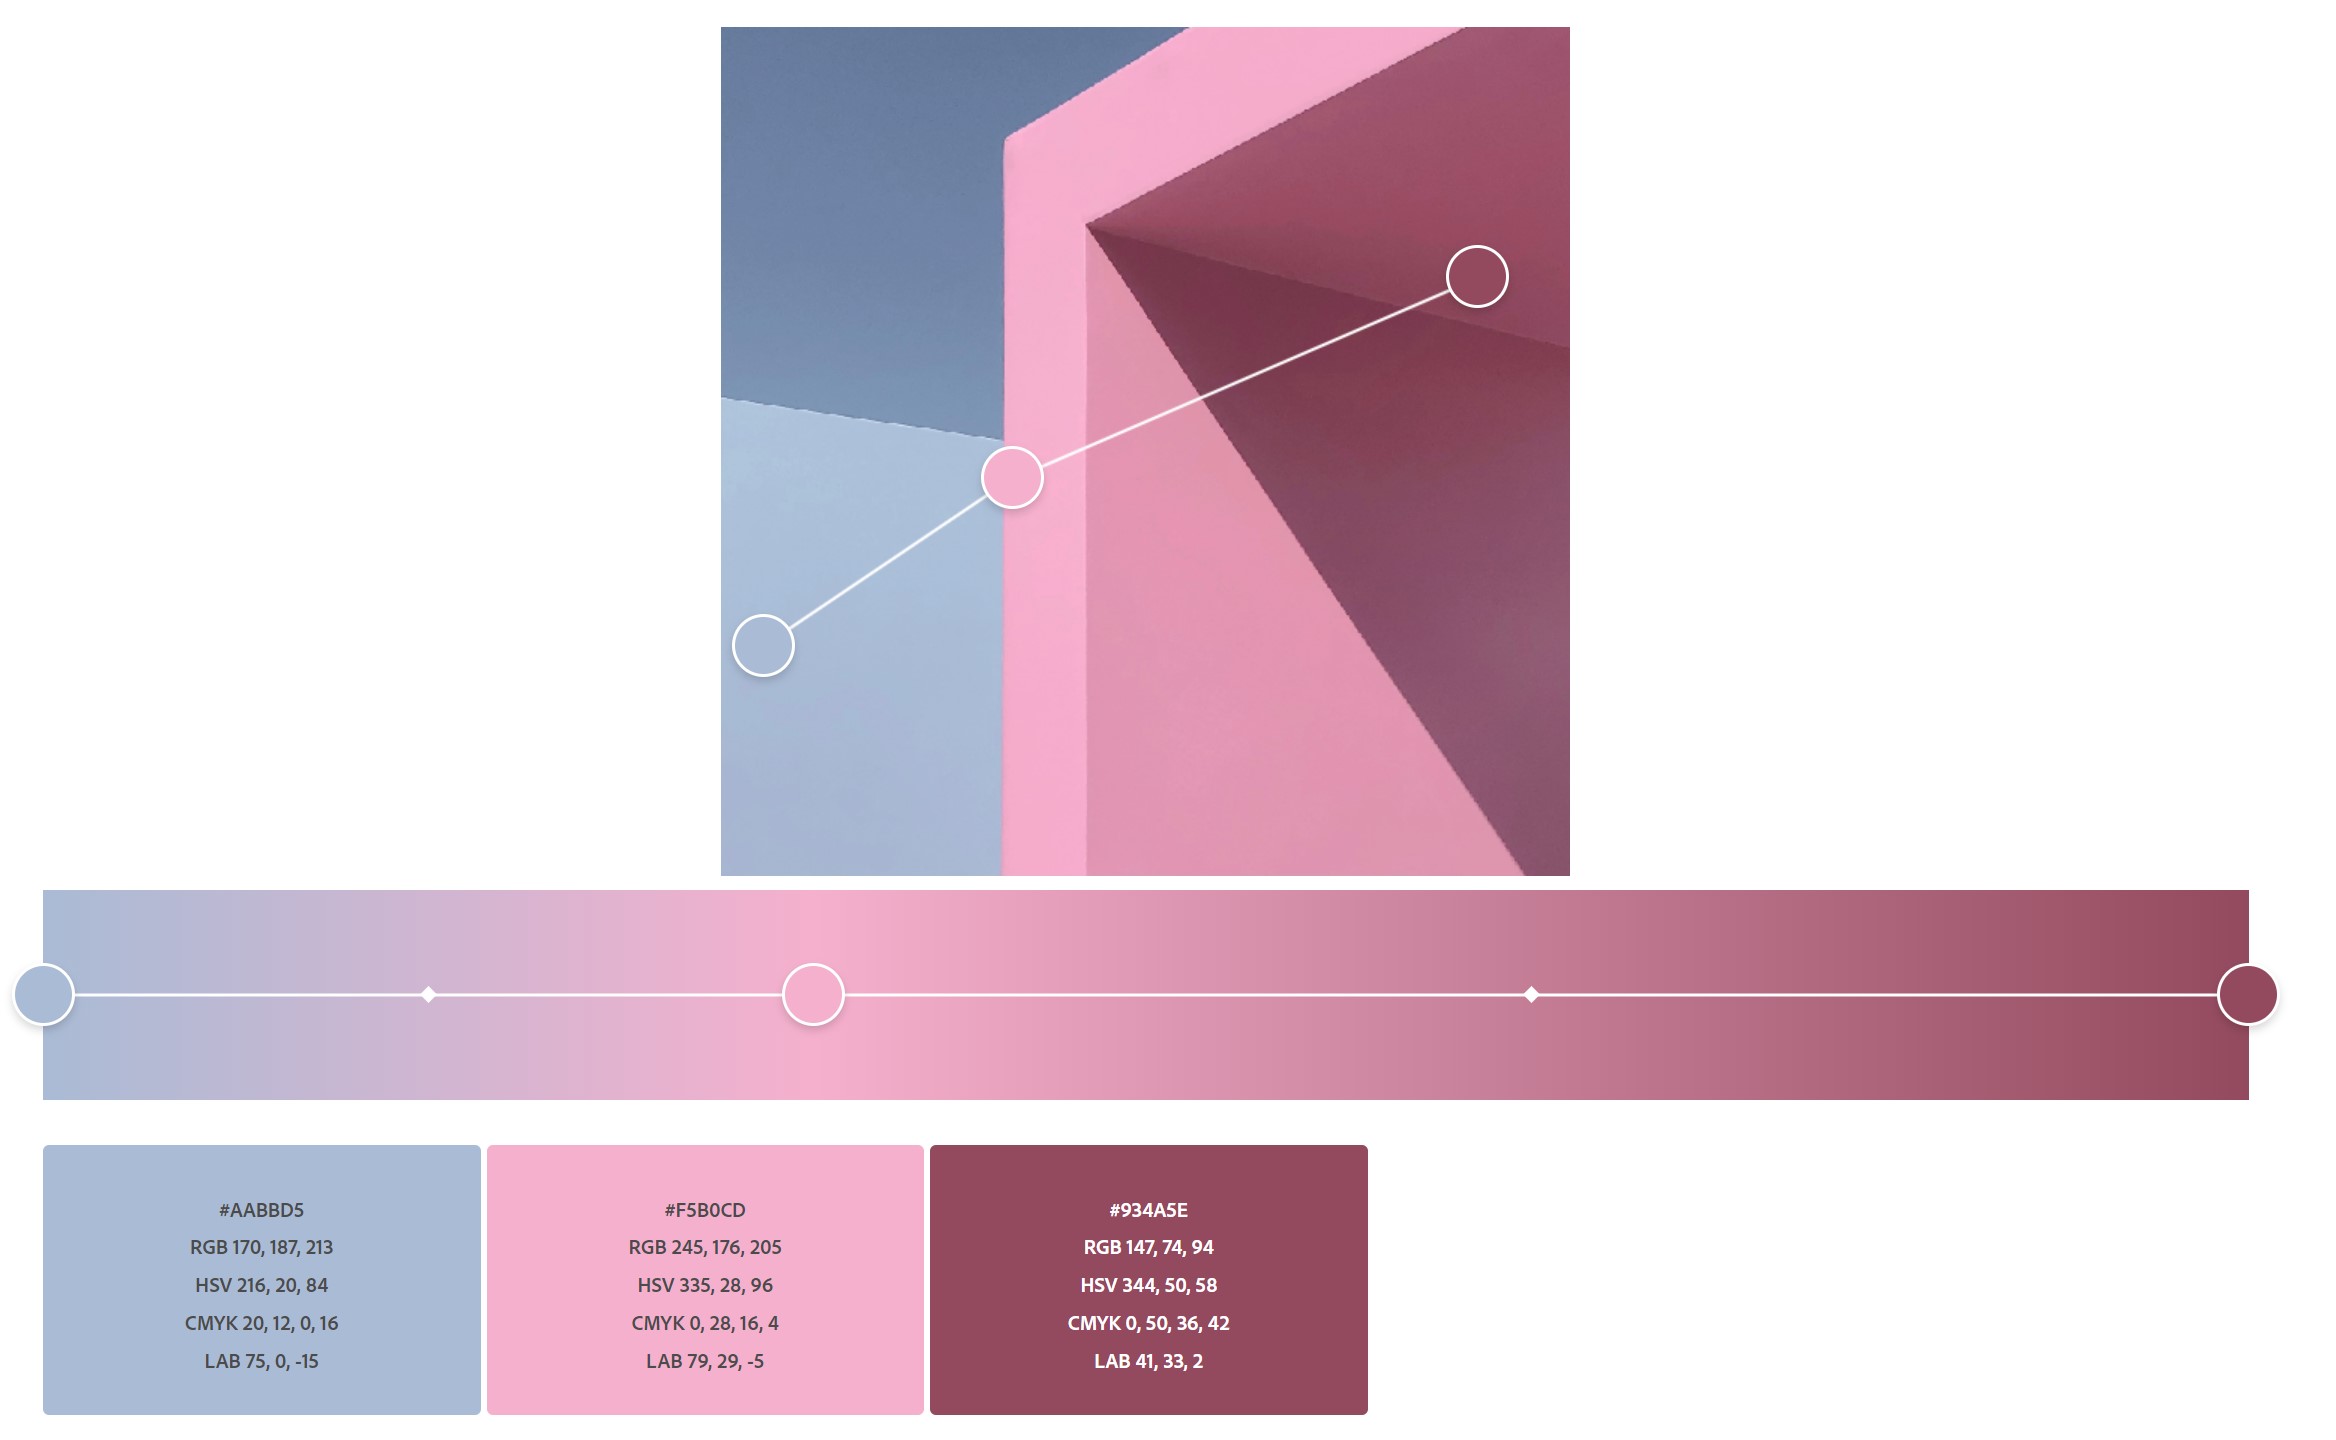 #AABBD5
RGB 170, 187, 213
HSV 216, 20, 84
CMYK 20, 12, 0, 16
LAB 75, 0, -15
#F5B0CD
RGB 245, 176, 205
HSV 335, 28, 96
CMYK 0, 28, 16, 4
LAB 79, 29, -5
#934A5E
RGB 147, 74, 94
HSV 344, 50, 58
CMYK 0, 50, 36, 42
LAB 41, 33, 2